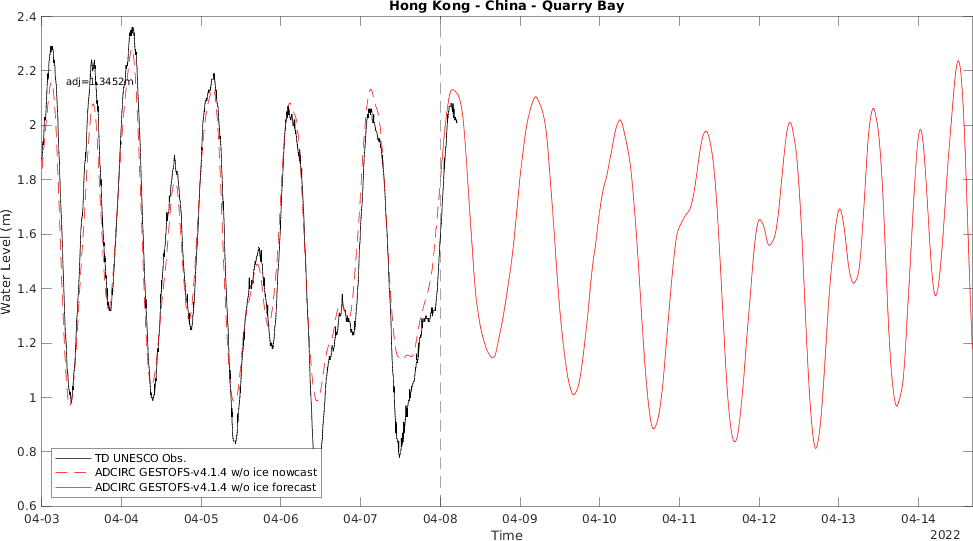 Hong Kong - China - Quarry Bay
2.4
2.2
2
1.8
1.6
1.4
1.2
1
0.8
0.6
Water Level (m)
adj=1.3452m
TD UNESCO Obs.
ADCIRC GESTOFS-v4.1.4 w/o ice nowcast
ADCIRC GESTOFS-v4.1.4 w/o ice forecast
04-03 04-04 04-05 04-06 04-07 04-08 04-09 04-10 04-11 04-12 04-13 04-14
Time
2022